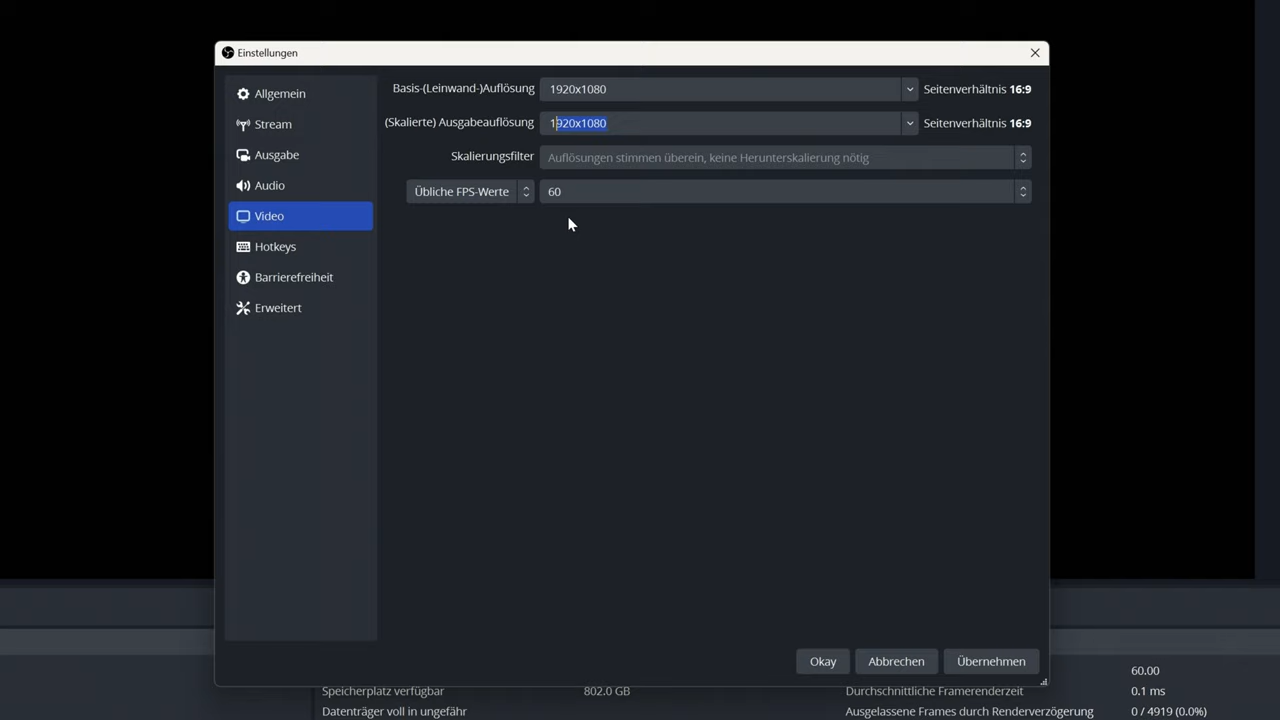 Einstellungen
Allgemein
Stream
Ausgabe
Audio
Video
Hotkeys
Barrierefreiheit
Erweitert
Basis-(Leinwand-)Auflösung 1920x1080 Seitenverhältnis 16:9
(Skalierte) Ausgabeauflösung 1920x1080 Seitenverhältnis 16:9
Skalierungsfilter Auflösungen stimmen überein, keine Herunterskalierung nötig
Übliche FPS-Werte 60
Okay Abbrechen Übernehmen
60.00
Speicherplatz verfügbar 802.0 GB Durchschnittliche Framerenderzeit 0.1 ms
Datenträger voll in ungefähr Ausgelassene Frames durch Renderverzögerung 0 / 4919 (0.0%)